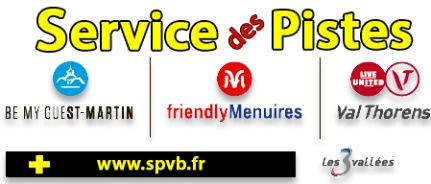 Service des Pistes
BE MY GUEST-MARTIN
friendlyMenuires
LIVE
UNITED
Val Thorens
www.spvb.fr
les 3 vallées